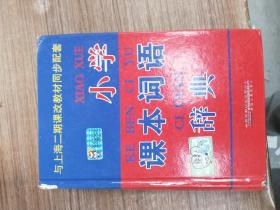 与上海二期课改教材同步配套
XIAO XUE
小学
KE BEN CI YU
课本词语
CI DIAN
辞典